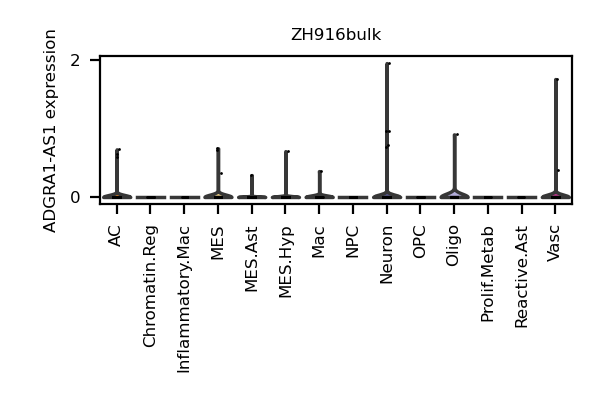 ZH916bulk
ADGRA1-AS1 expression
2
0
AC
Chromatin.Reg
Inflammatory.Mac
MES
MES.Ast
MES.Hyp
Mac
NPC
Neuron
OPC
Oligo
Prolif.Metab
Reactive.Ast
Vasc